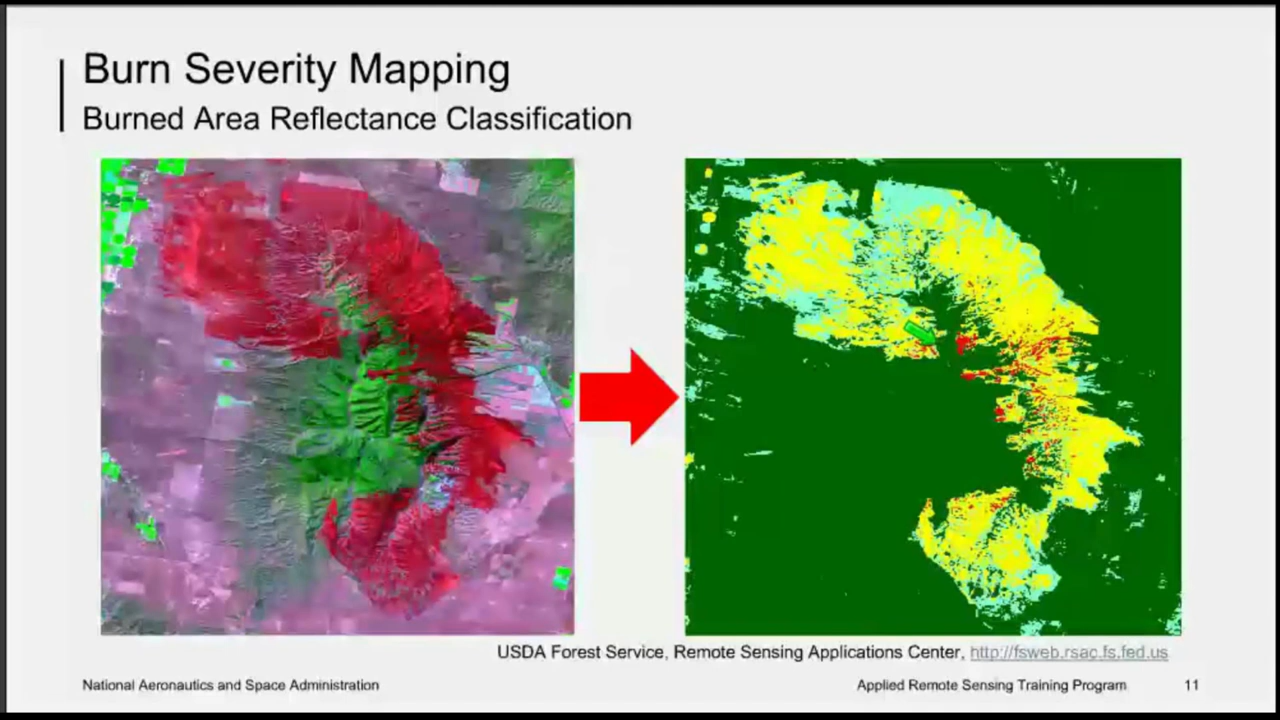 Burn Severity Mapping
Burned Area Reflectance Classification
USDA Forest Service, Remote Sensing Applications Center, http://fsweb.rsac.fs.fed.us
National Aeronautics and Space Administration
Applied Remote Sensing Training Program
11